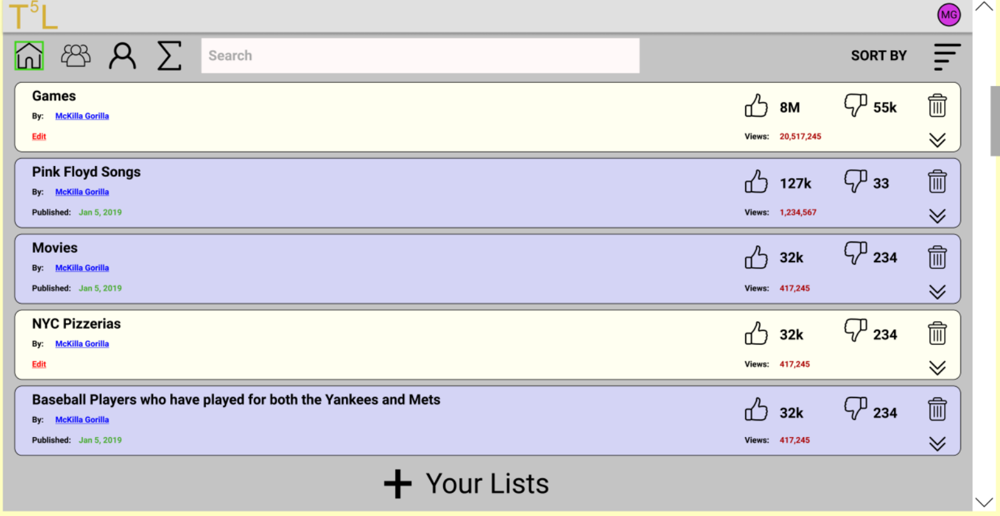 T⁵L
MG
Search
SORT BY
Games
By: McKilla Gorilla
Edit
8M
55k
Views: 20,517,245
Pink Floyd Songs
By: McKilla Gorilla
Published: Jan 5, 2019
127k
33
Views: 1,234,567
Movies
By: McKilla Gorilla
Published: Jan 5, 2019
32k
234
Views: 417,245
NYC Pizzerias
By: McKilla Gorilla
Edit
32k
234
Views: 417,245
Baseball Players who have played for both the Yankees and Mets
By: McKilla Gorilla
Published: Jan 5, 2019
32k
234
Views: 417,245
+ Your Lists